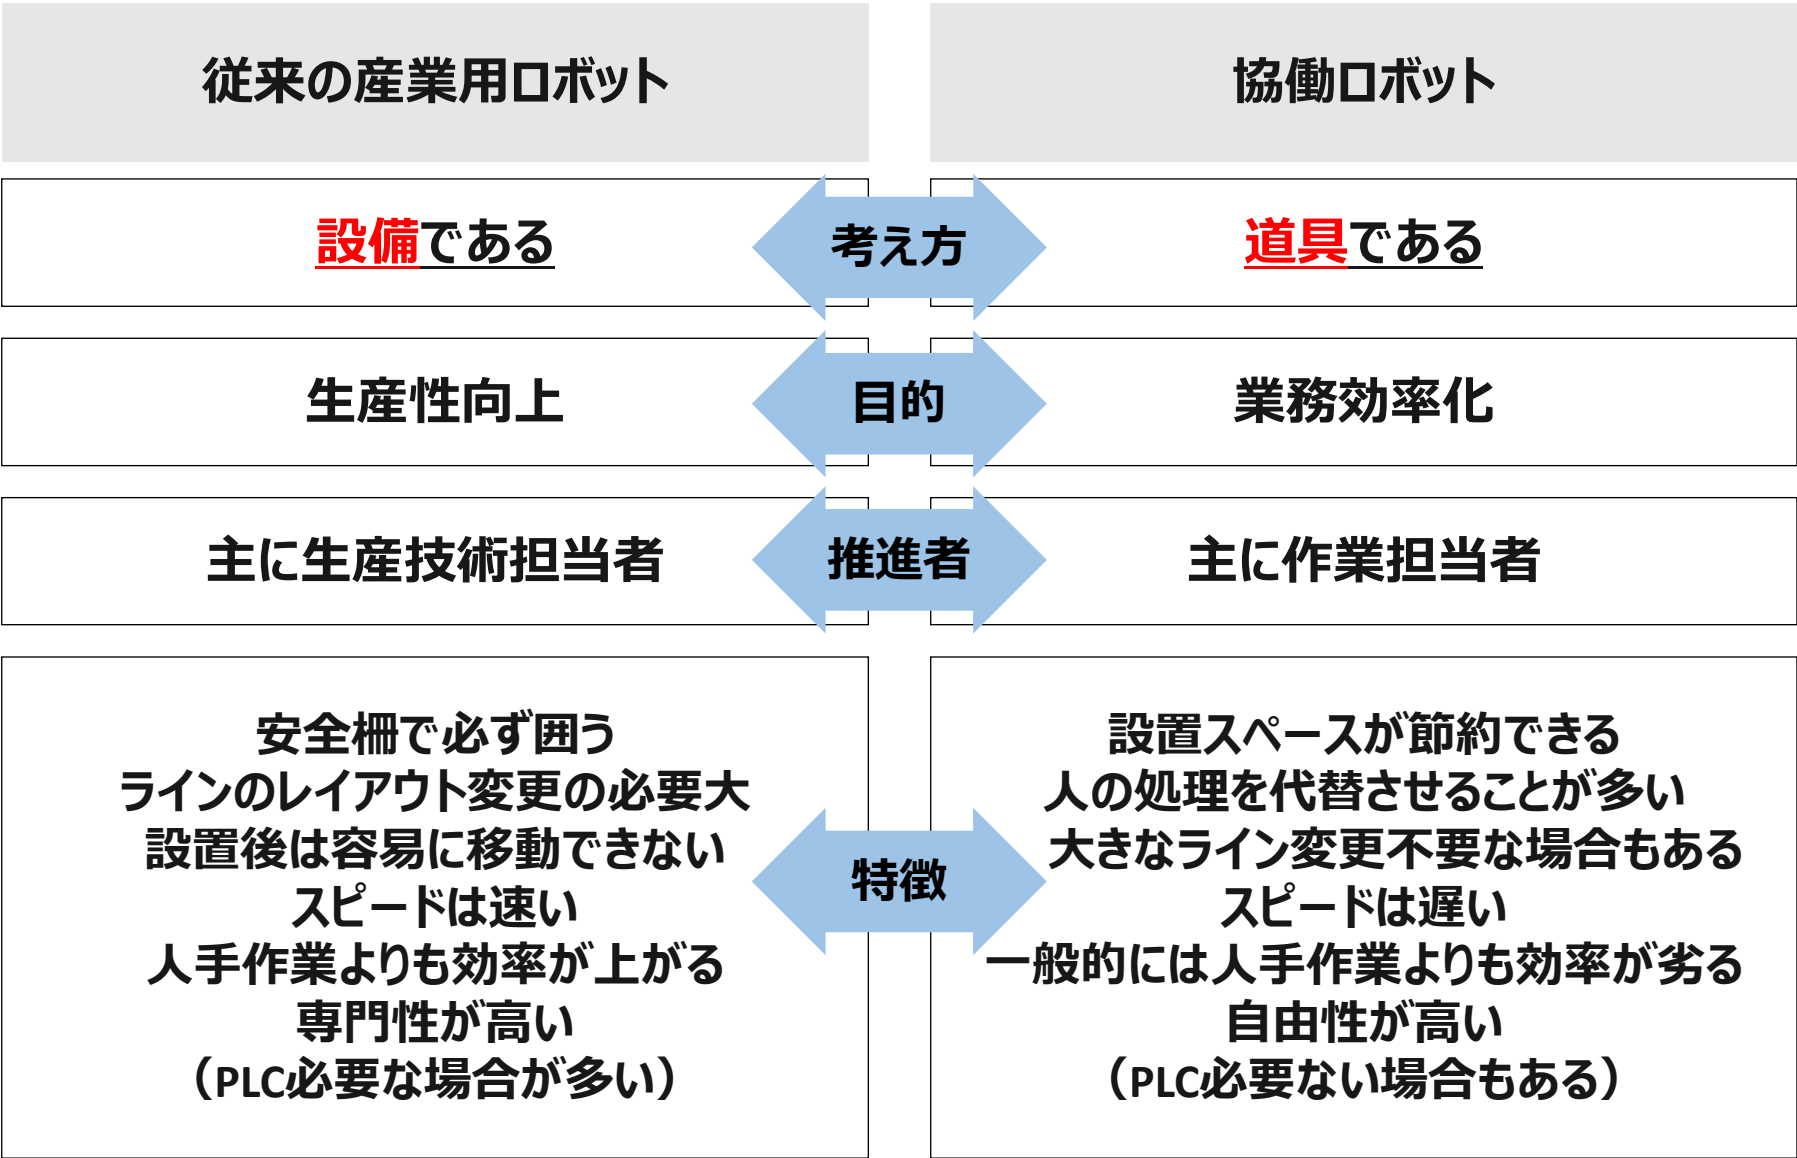 従来の産業用ロボット
協働ロボット
設備である
考え方
道具である
生産性向上
目的
業務効率化
主に生産技術担当者
推進者
主に作業担当者
安全柵で必ず囲う
ラインのレイアウト変更の必要大
設置後は容易に移動できない
スピードは速い
人手作業よりも効率が上がる
専門性が高い
（PLC必要な場合が多い）
特徴
設置スペースが節約できる
人の処理を代替させることが多い
大きなライン変更不要な場合もある
スピードは遅い
一般的には人手作業よりも効率が劣る
自由性が高い
（PLC必要ない場合もある）